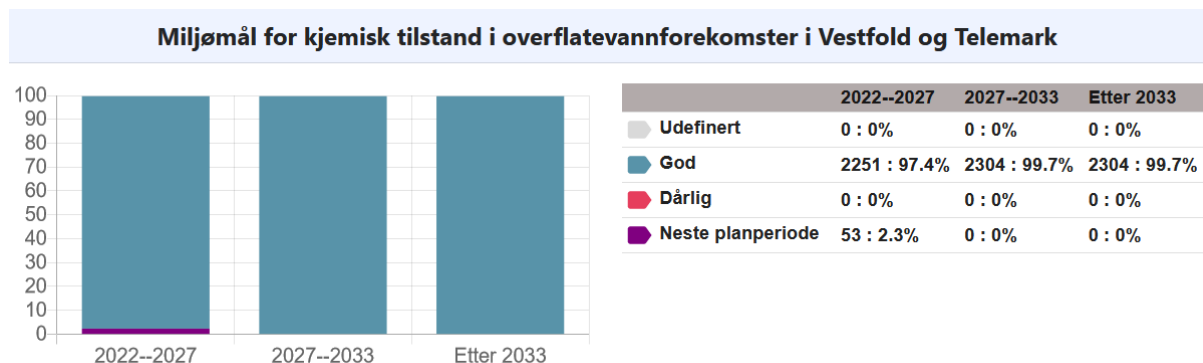 Miljømål for kjemisk tilstand i overflatevannforekomster i Vestfold og Telemark
100
90
80
70
60
50
40
30
20
10
0
2022--2027 2027--2033 Etter 2033
2022--2027 2027--2033 Etter 2033
Udefinert 0 : 0% 0 : 0% 0 : 0%
God 2251 : 97.4% 2304 : 99.7% 2304 : 99.7%
Dårlig 0 : 0% 0 : 0% 0 : 0%
Neste planperiode 53 : 2.3% 0 : 0% 0 : 0%